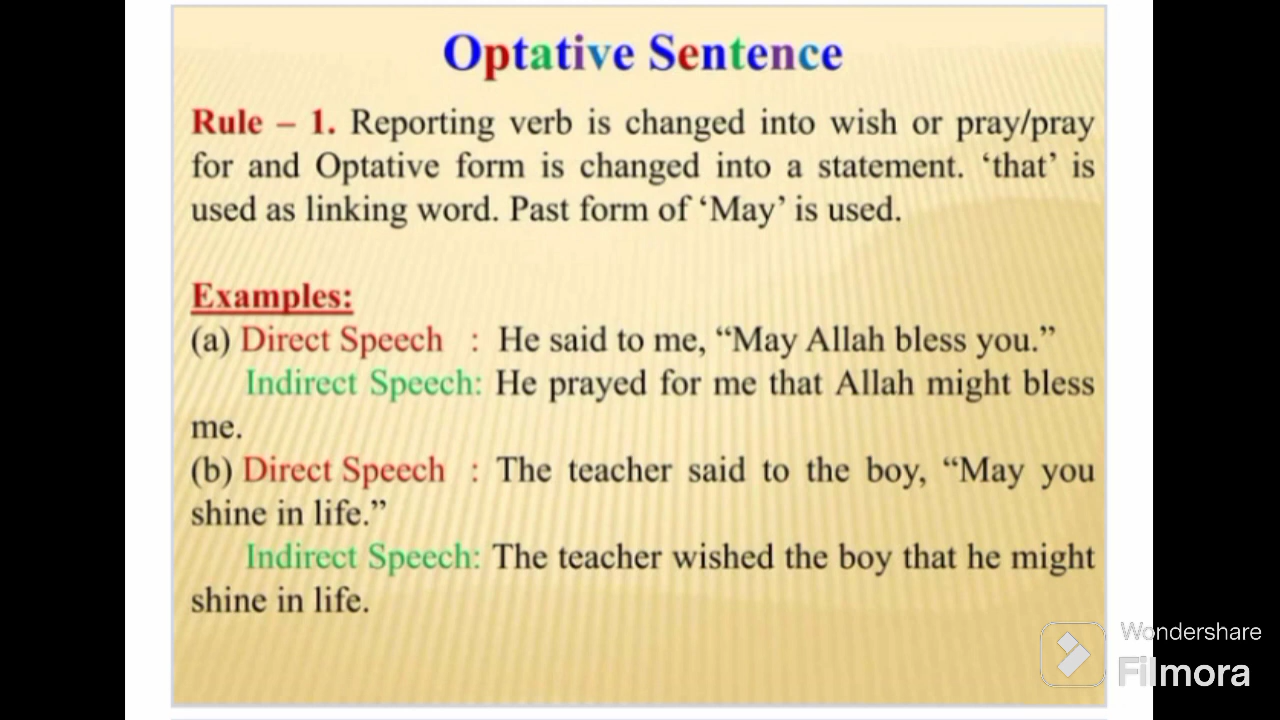 Optative Sentence
Rule – 1. Reporting verb is changed into wish or pray/pray
for and Optative form is changed into a statement. ‘that’ is
used as linking word. Past form of ‘May’ is used.
Examples:
(a) Direct Speech : He said to me, “May Allah bless you.”
Indirect Speech: He prayed for me that Allah might bless
me.
(b) Direct Speech : The teacher said to the boy, “May you
shine in life.”
Indirect Speech: The teacher wished the boy that he might
shine in life.
Wondershare
Filmora